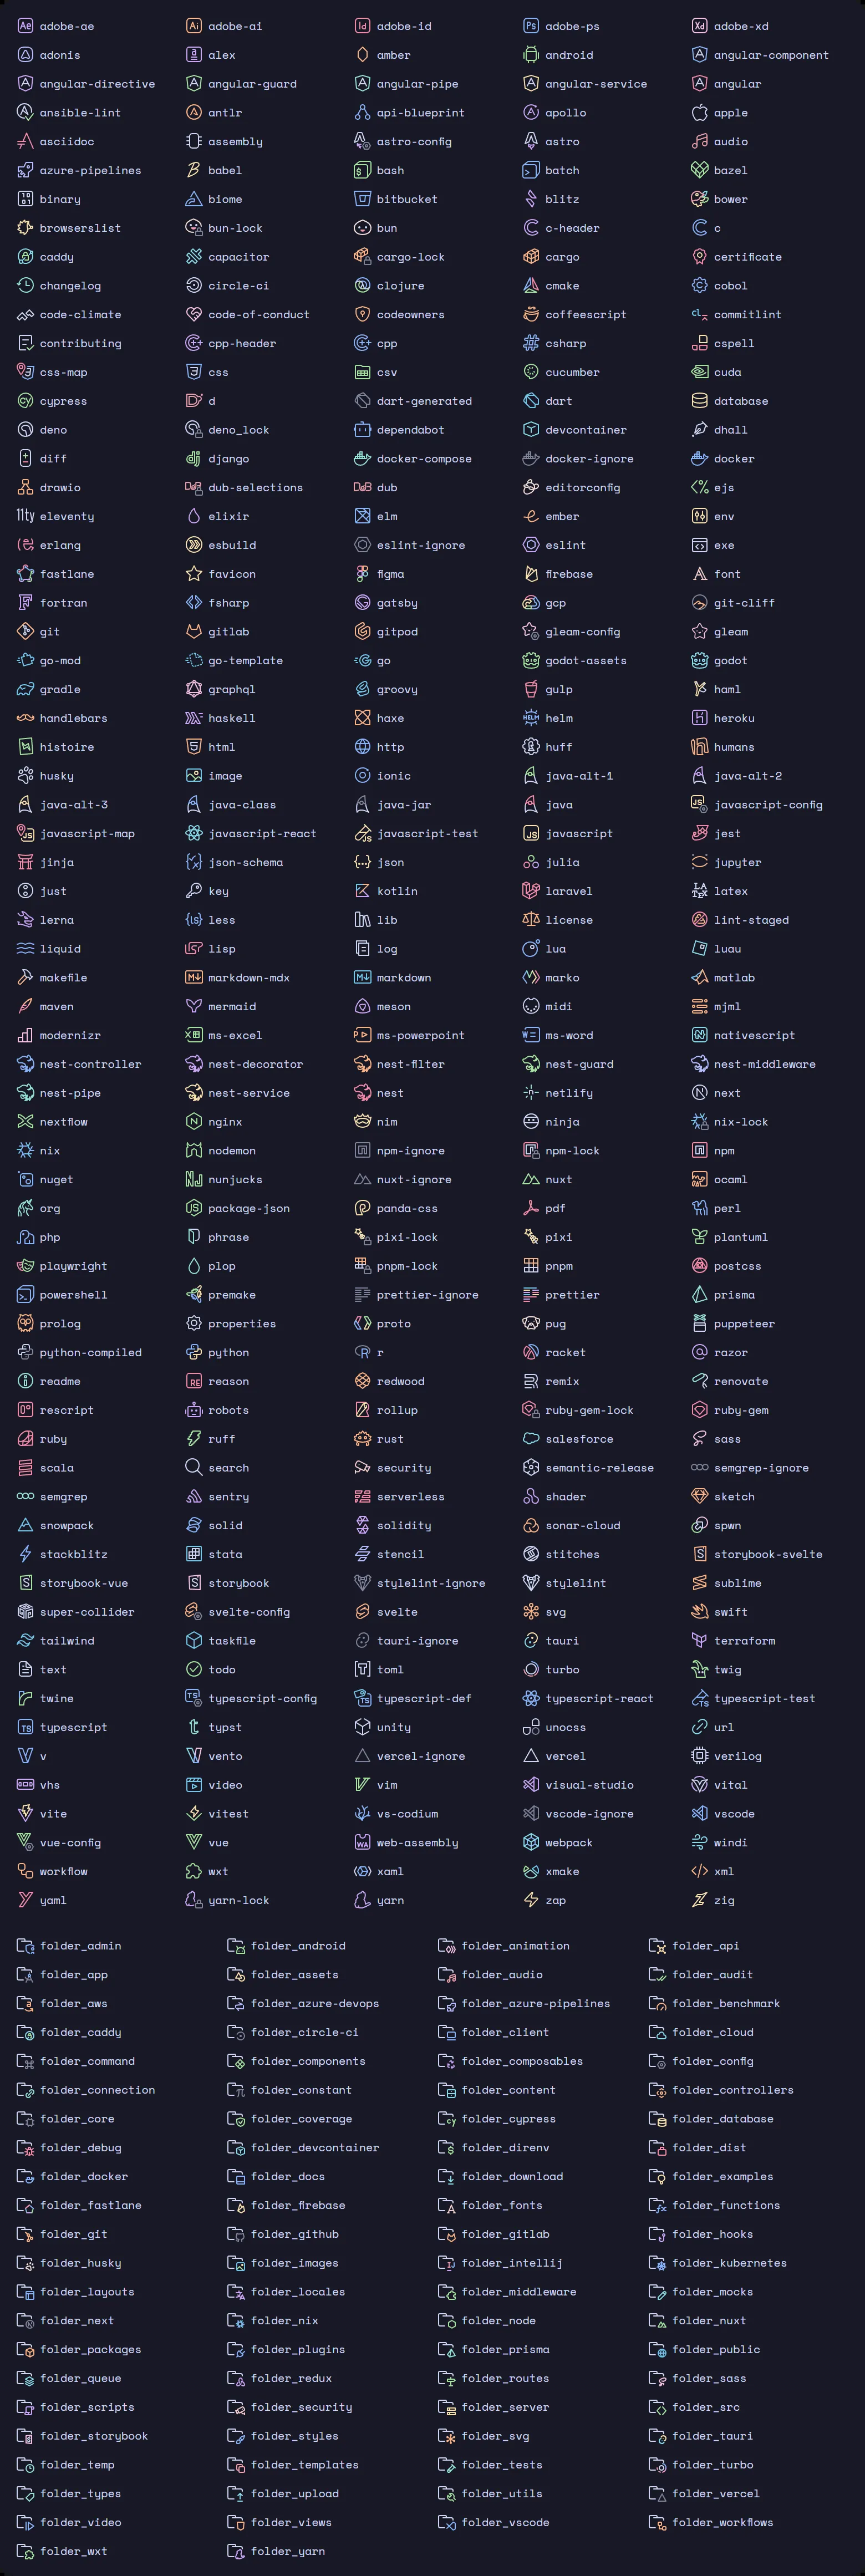 adobe-ae adobe-ai adobe-id adobe-ps adobe-xd
adonis alex amber android angular-component
angular-directive angular-guard angular-pipe angular-service angular
ansible-lint antlr api-blueprint apollo apple
asciidoc assembly astro-config astro audio
azure-pipelines babel bash batch bazel
binary biome bitbucket blitz bower
browserslist bun-lock bun c-header c
caddy capacitor cargo-lock cargo certificate
changelog circle-ci clojure cmake cobol
code-climate code-of-conduct codeowners coffeescript commitlint
contributing cpp-header cpp csharp cspell
css-map css csv cucumber cuda
cypress d dart-generated dart database
deno deno_lock dependabot devcontainer dhall
diff django docker-compose docker-ignore docker
drawio dub-selections dub editorconfig ejs
eleventy elixir elm ember env
erlang esbuild eslint-ignore eslint exe
fastlane favicon figma firebase font
fortran fsharp gatsby gcp git-cliff
git gitlab gitpod gleam-config gleam
go-mod go-template go godot-assets godot
gradle graphql groovy gulp haml
handlebars haskell haxe helm heroku
histoire html http huff humans
husky image ionic java-alt-1 java-alt-2
java-alt-3 java-class java-jar java javascript-config
javascript-map javascript-react javascript-test javascript jest
jinja json-schema json julia jupyter
just key kotlin laravel latex
lerna less lib license lint-staged
liquid lisp log lua luau
makefile markdown-mdx markdown marko matlab
maven mermaid meson midi mjml
modernizr ms-excel ms-powerpoint ms-word nativescript
nest-controller nest-decorator nest-filter nest-guard nest-middleware
nest-pipe nest-service nest netlify next
nextflow nginx nim ninja nix-lock
nix nodemon npm-ignore npm-lock npm
nuget nunjucks nuxt-ignore nuxt ocaml
org package-json panda-css pdf perl
php phrase pixi-lock pixi plantuml
playwright plop pnpm-lock pnpm postcss
powershell premake prettier-ignore prettier prisma
prolog properties proto pug puppeteer
python-compiled python r racket razor
readme reason redwood remix renovate
rescript robots rollup ruby-gem-lock ruby-gem
ruby ruff rust salesforce sass
scala search security semantic-release semgrep-ignore
semgrep sentry serverless shader sketch
snowpack solid solidity sonar-cloud spwn
stackblitz stata stencil stitches storybook-svelte
storybook-vue storybook stylelint-ignore stylelint sublime
super-collider svelte-config svelte svg swift
tailwind taskfile tauri-ignore tauri terraform
text todo toml turbo twig
twine typescript-config typescript-def typescript-react typescript-test
typescript typst unity unocss url
v vento vercel-ignore vercel verilog
vhs video vim visual-studio vital
vite vitest vs-codium vscode-ignore vscode
vue-config vue web-assembly webpack windi
workflow wxt xaml xmake xml
yaml yarn-lock yarn zap zig
folder_admin folder_android folder_animation folder_api
folder_app folder_assets folder_audio folder_audit
folder_aws folder_azure-devops folder_azure-pipelines folder_benchmark
folder_caddy folder_circle-ci folder_client folder_cloud
folder_command folder_components folder_composables folder_config
folder_connection folder_constant folder_content folder_controllers
folder_core folder_coverage folder_cypress folder_database
folder_debug folder_devcontainer folder_direnv folder_dist
folder_docker folder_docs folder_download folder_examples
folder_fastlane folder_firebase folder_fonts folder_functions
folder_git folder_github folder_gitlab folder_hooks
folder_husky folder_images folder_intellij folder_kubernetes
folder_layouts folder_locales folder_middleware folder_mocks
folder_next folder_nix folder_node folder_nuxt
folder_packages folder_plugins folder_prisma folder_public
folder_queue folder_redux folder_routes folder_sass
folder_scripts folder_security folder_server folder_src
folder_storybook folder_styles folder_svg folder_tauri
folder_temp folder_templates folder_tests folder_turbo
folder_types folder_upload folder_utils folder_vercel
folder_video folder_views folder_vscode folder_workflows
folder_wxt folder_yarn